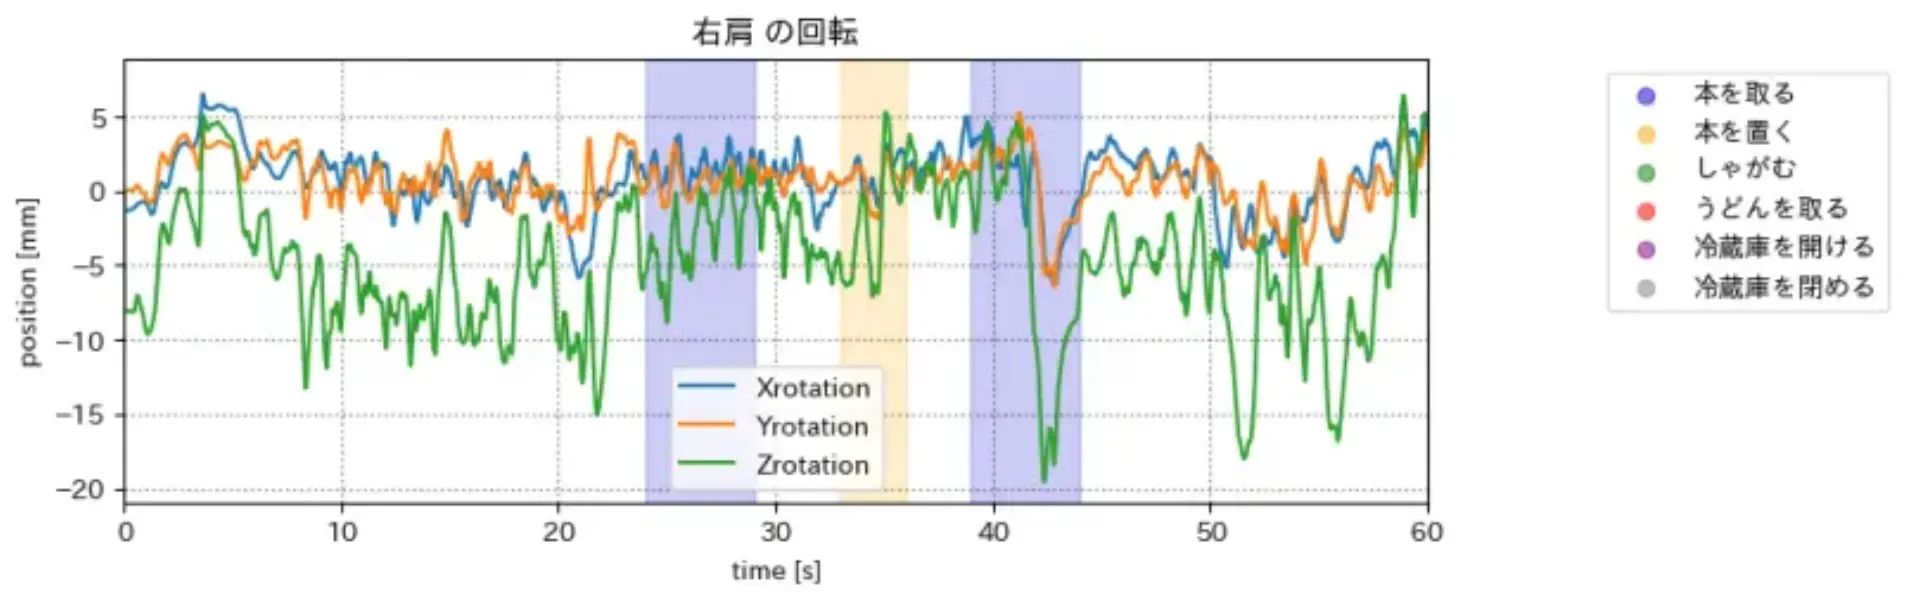 右肩 の回転
position [mm]
5
0
−5
−10
−15
−20
0 10 20 30 40 50 60
time [s]
Xrotation
Yrotation
Zrotation
本を取る
本を置く
しゃがむ
うどんを取る
冷蔵庫を開ける
冷蔵庫を閉める